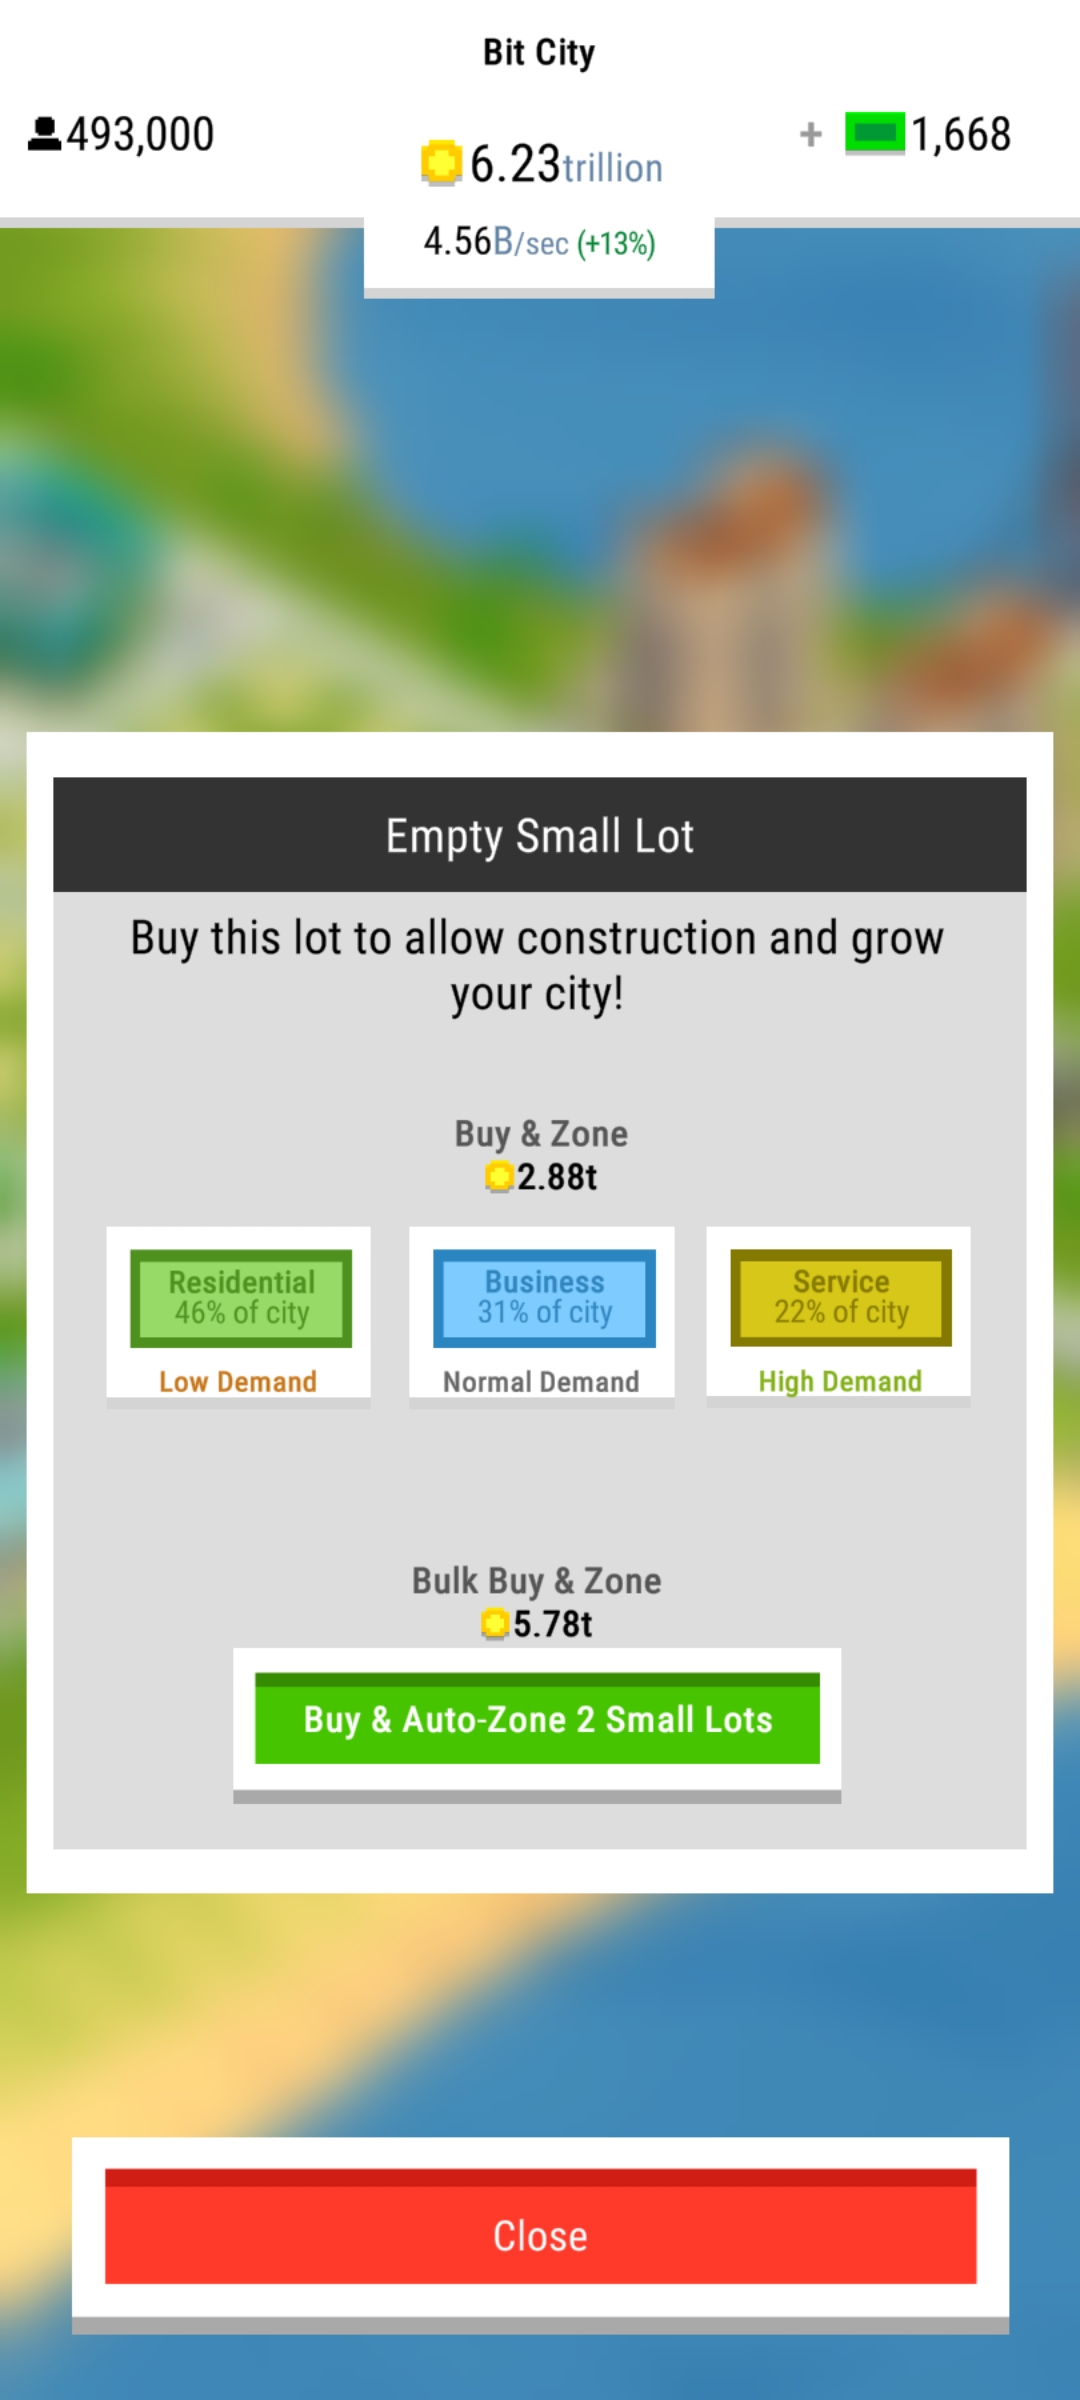 Bit City
493,000
6.23trillion
+ 1,668
4.56B/sec (+13%)
Empty Small Lot
Buy this lot to allow construction and grow
your city!
Buy & Zone
2.88t
Residential
46% of city
Low Demand
Business
31% of city
Normal Demand
Service
22% of city
High Demand
Bulk Buy & Zone
5.78t
Buy & Auto-Zone 2 Small Lots
Close